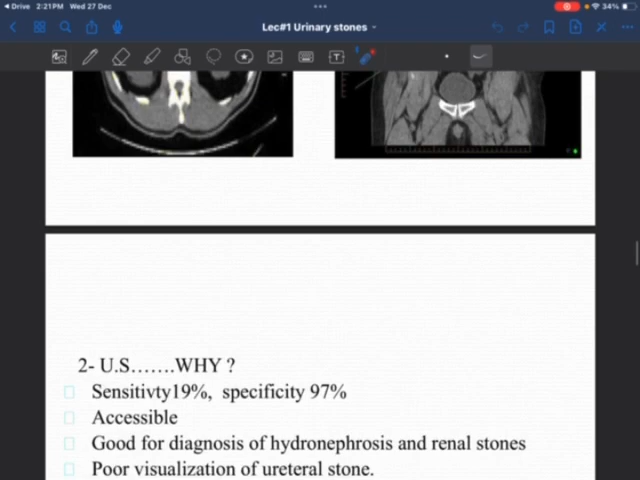 Drive 2:21PM Wed 27 Dec 34%
Lec#1 Urinary stones
2- U.S.......WHY ?
Sensitivty19%, specificity 97%
Accessible
Good for diagnosis of hydronephrosis and renal stones
Poor visualization of ureteral stone.